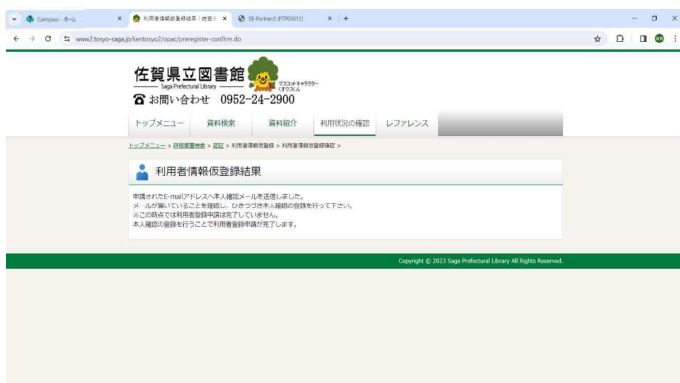 Campus - ホーム
利用者情報仮登録結果 : 佐賀
SE-Partner2 (FTP05012)
www2.tosyo-saga.jp/kentosyo2/opac/preregister-confirm.do
佐賀県立図書館
Saga Prefectural Library
マスコットキャラクター
くすりん
お問い合わせ 0952-24-2900
トップメニュー 資料検索 資料紹介 利用状況の確認 レファレンス
トップメニュー > 詳細蔵書検索 > 認証 > 利用者情報仮登録 > 利用者情報仮登録確認 >
利用者情報仮登録結果
申請されたE-mailアドレスへ本人確認メールを送信しました。
メールが届いていることを確認し、ひきつづき本人確認の登録を行って下さい。
※この時点では利用者登録申請は完了していません。
本人確認の登録を行うことで利用者登録申請が完了します。
Copyright © 2023 Saga Prefectural Library All Rights Reserved.